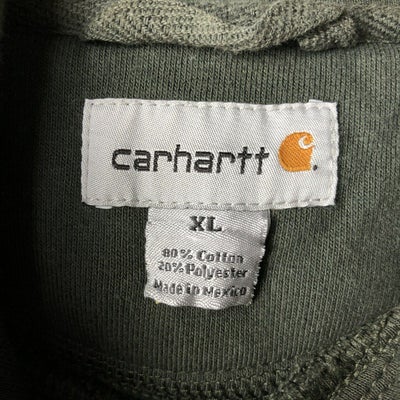 carhartt
XL
80% Cotton
20% Polyester
Made in Mexico